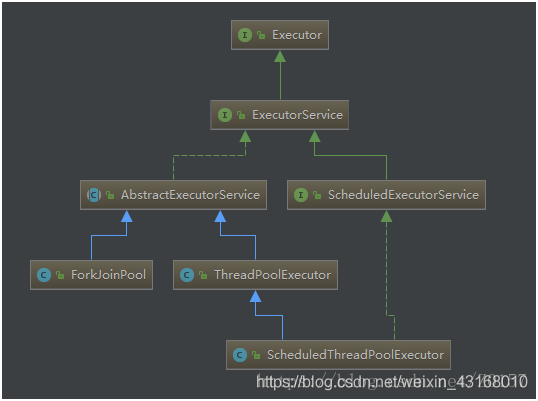 I Executor
I ExecutorService
C AbstractExecutorService
I ScheduledExecutorService
C ForkJoinPool
C ThreadPoolExecutor
C ScheduledThreadPoolExecutor
https://blog.csdn.net/weixin_43168010